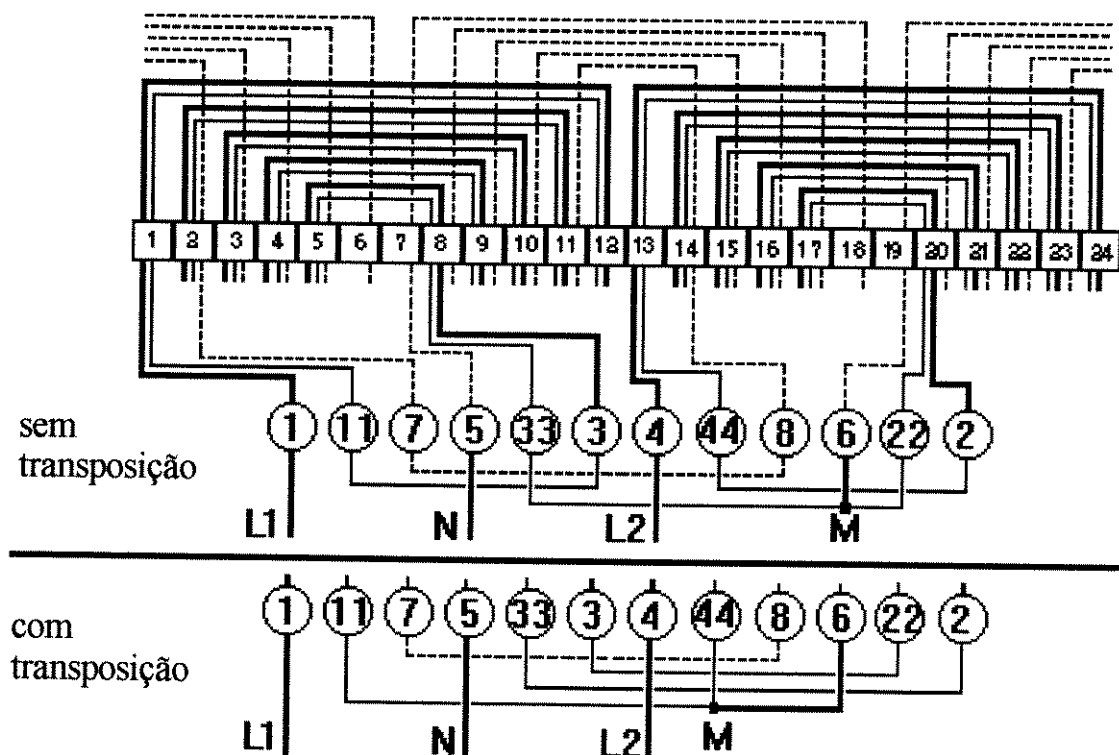 1 2 3 4 5 6 7 8 9 10 11 12 13 14 15 16 17 18 19 20 21 22 23 24
sem
transposição
1 11 7 5 33 3 4 44 8 6 22 2
L1 N L2 M
com
transposição
1 11 7 5 33 3 4 44 8 6 22 2
L1 N L2 M